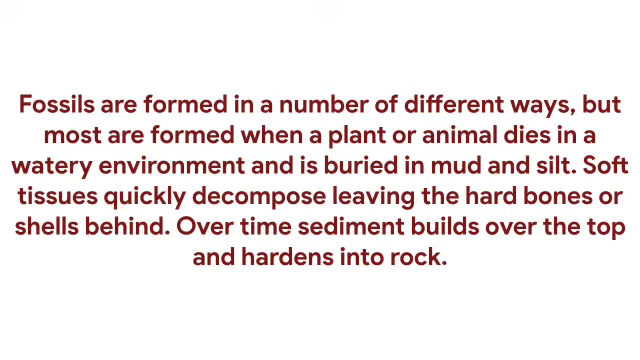 Fossils are formed in a number of different ways, but
most are formed when a plant or animal dies in a
watery environment and is buried in mud and silt. Soft
tissues quickly decompose leaving the hard bones or
shells behind. Over time sediment builds over the top
and hardens into rock.